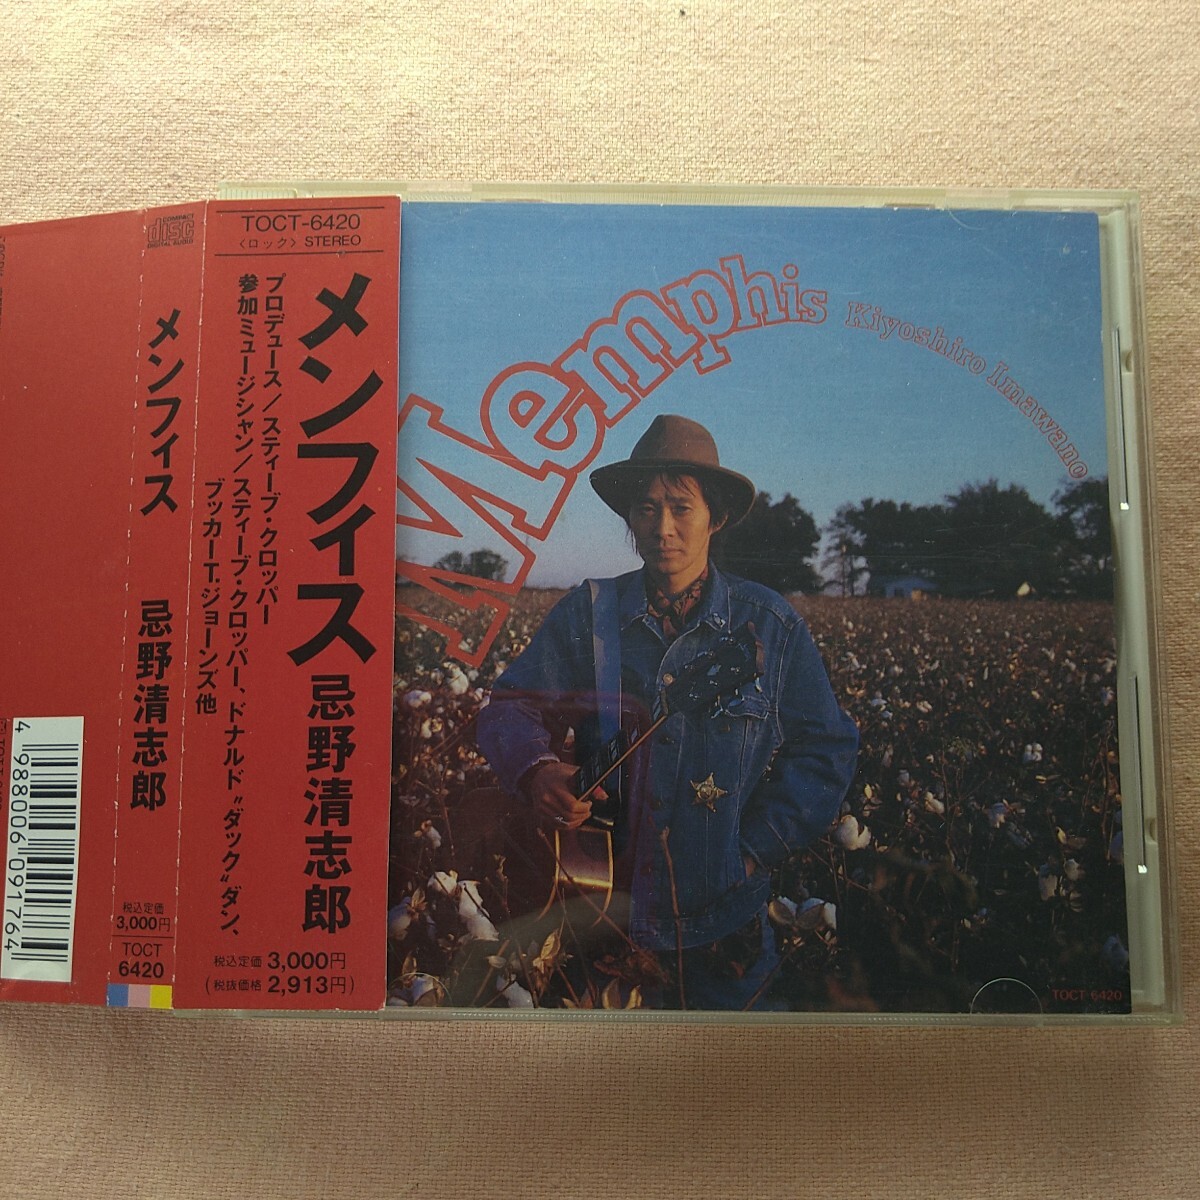 COMPACT
disc
DIGITAL AUDIO
メンフィス
忌野清志郎
税込定価
3,000円
TOCT
6420
4 988006 091764
TOCT-6420
〈ロック〉 STEREO
メンフィス 忌野清志郎
プロデュース／スティーブ・クロッパー
参加ミュージシャン／スティーブ・クロッパー、ドナルド“ダック”ダン、
ブッカーT.ジョーンズ他
税込定価 3,000円
(税抜価格 2,913円)
Memphis
Kiyoshiro Imawano
TOCT-6420